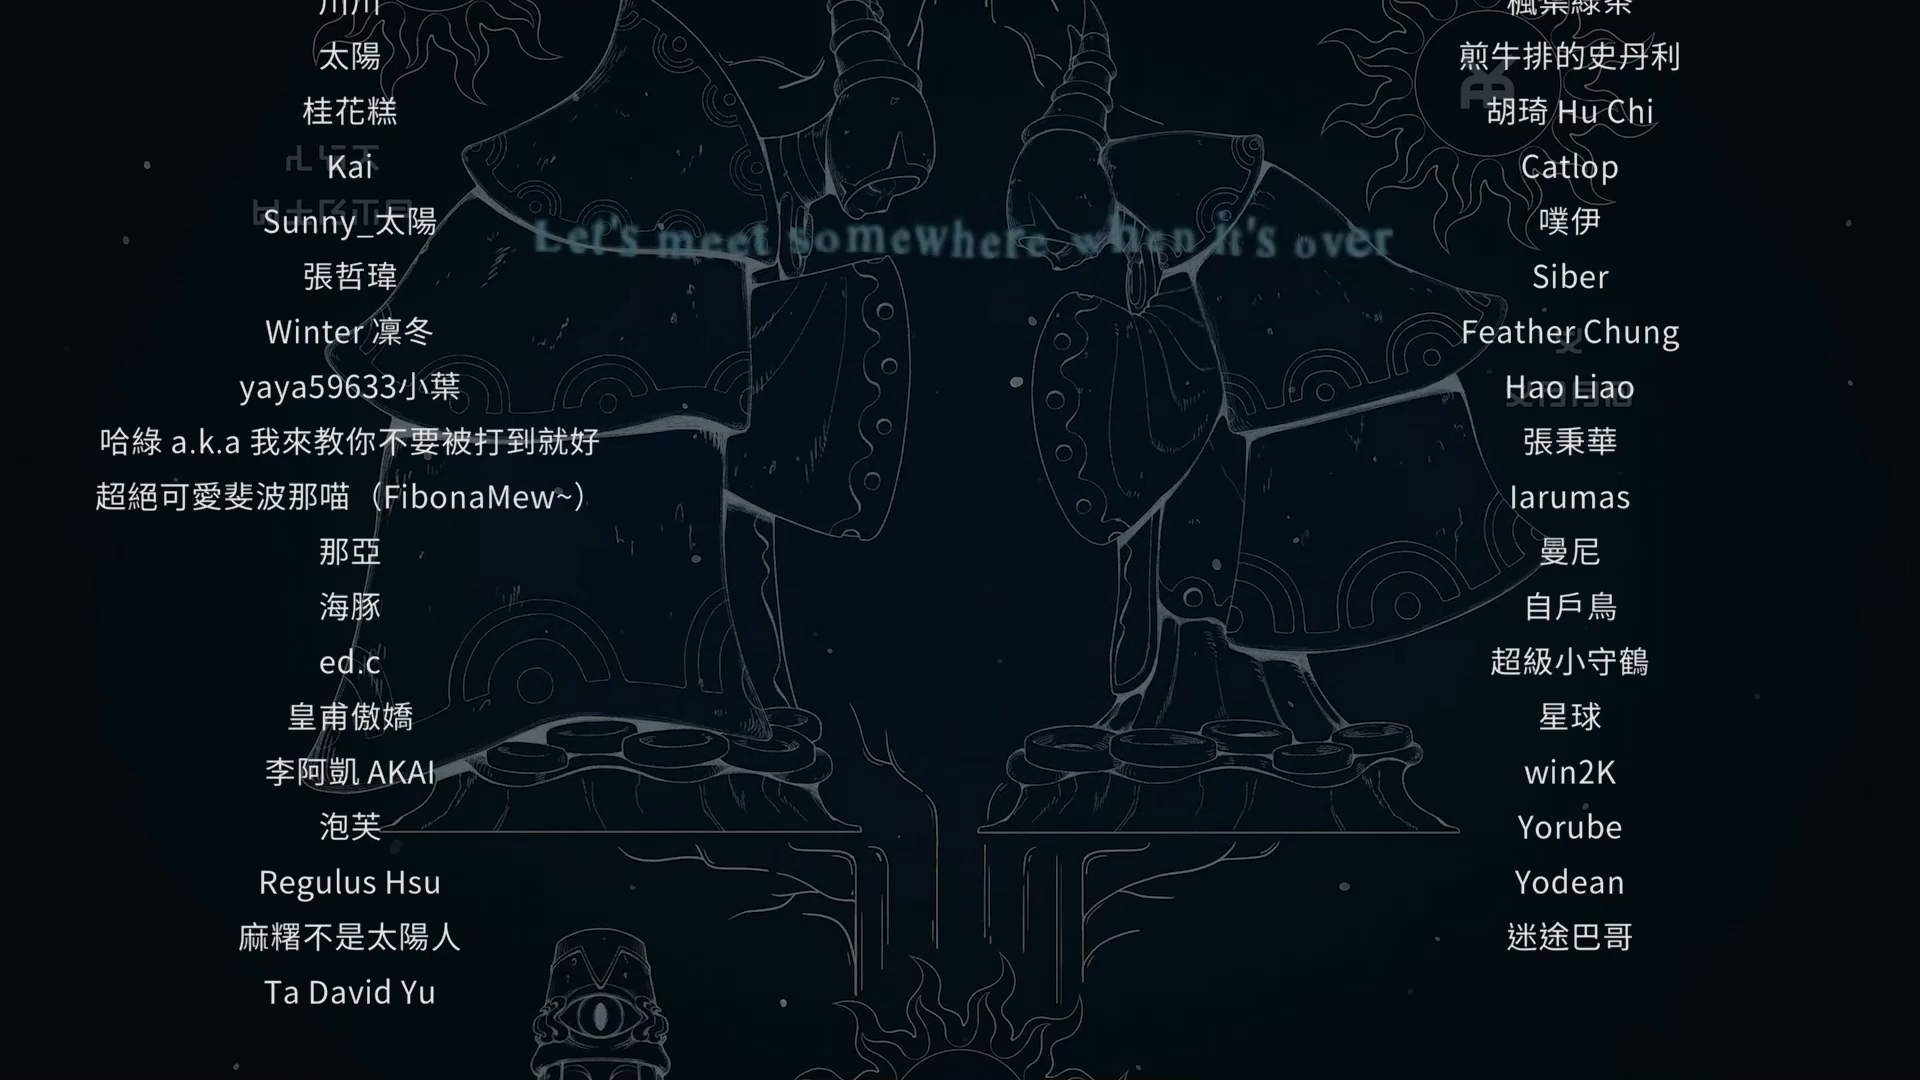 川川
太陽
桂花糕
Kai
Sunny_太陽
張哲瑋
Winter 凜冬
yaya59633小葉
哈綠 a.k.a 我來教你不要被打到就好
超絕可愛斐波那喵（FibonaMew~）
那亞
海豚
ed.c
皇甫傲嬌
李阿凱 AKAI
泡芙
Regulus Hsu
麻糬不是太陽人
Ta David Yu
Let's meet somewhere when it's over
楓葉綠茶
煎牛排的史丹利
胡琦 Hu Chi
Catlop
噗伊
Siber
Feather Chung
Hao Liao
張秉華
Iarumas
曼尼
自戶鳥
超級小守鶴
星球
win2K
Yorube
Yodean
迷途巴哥